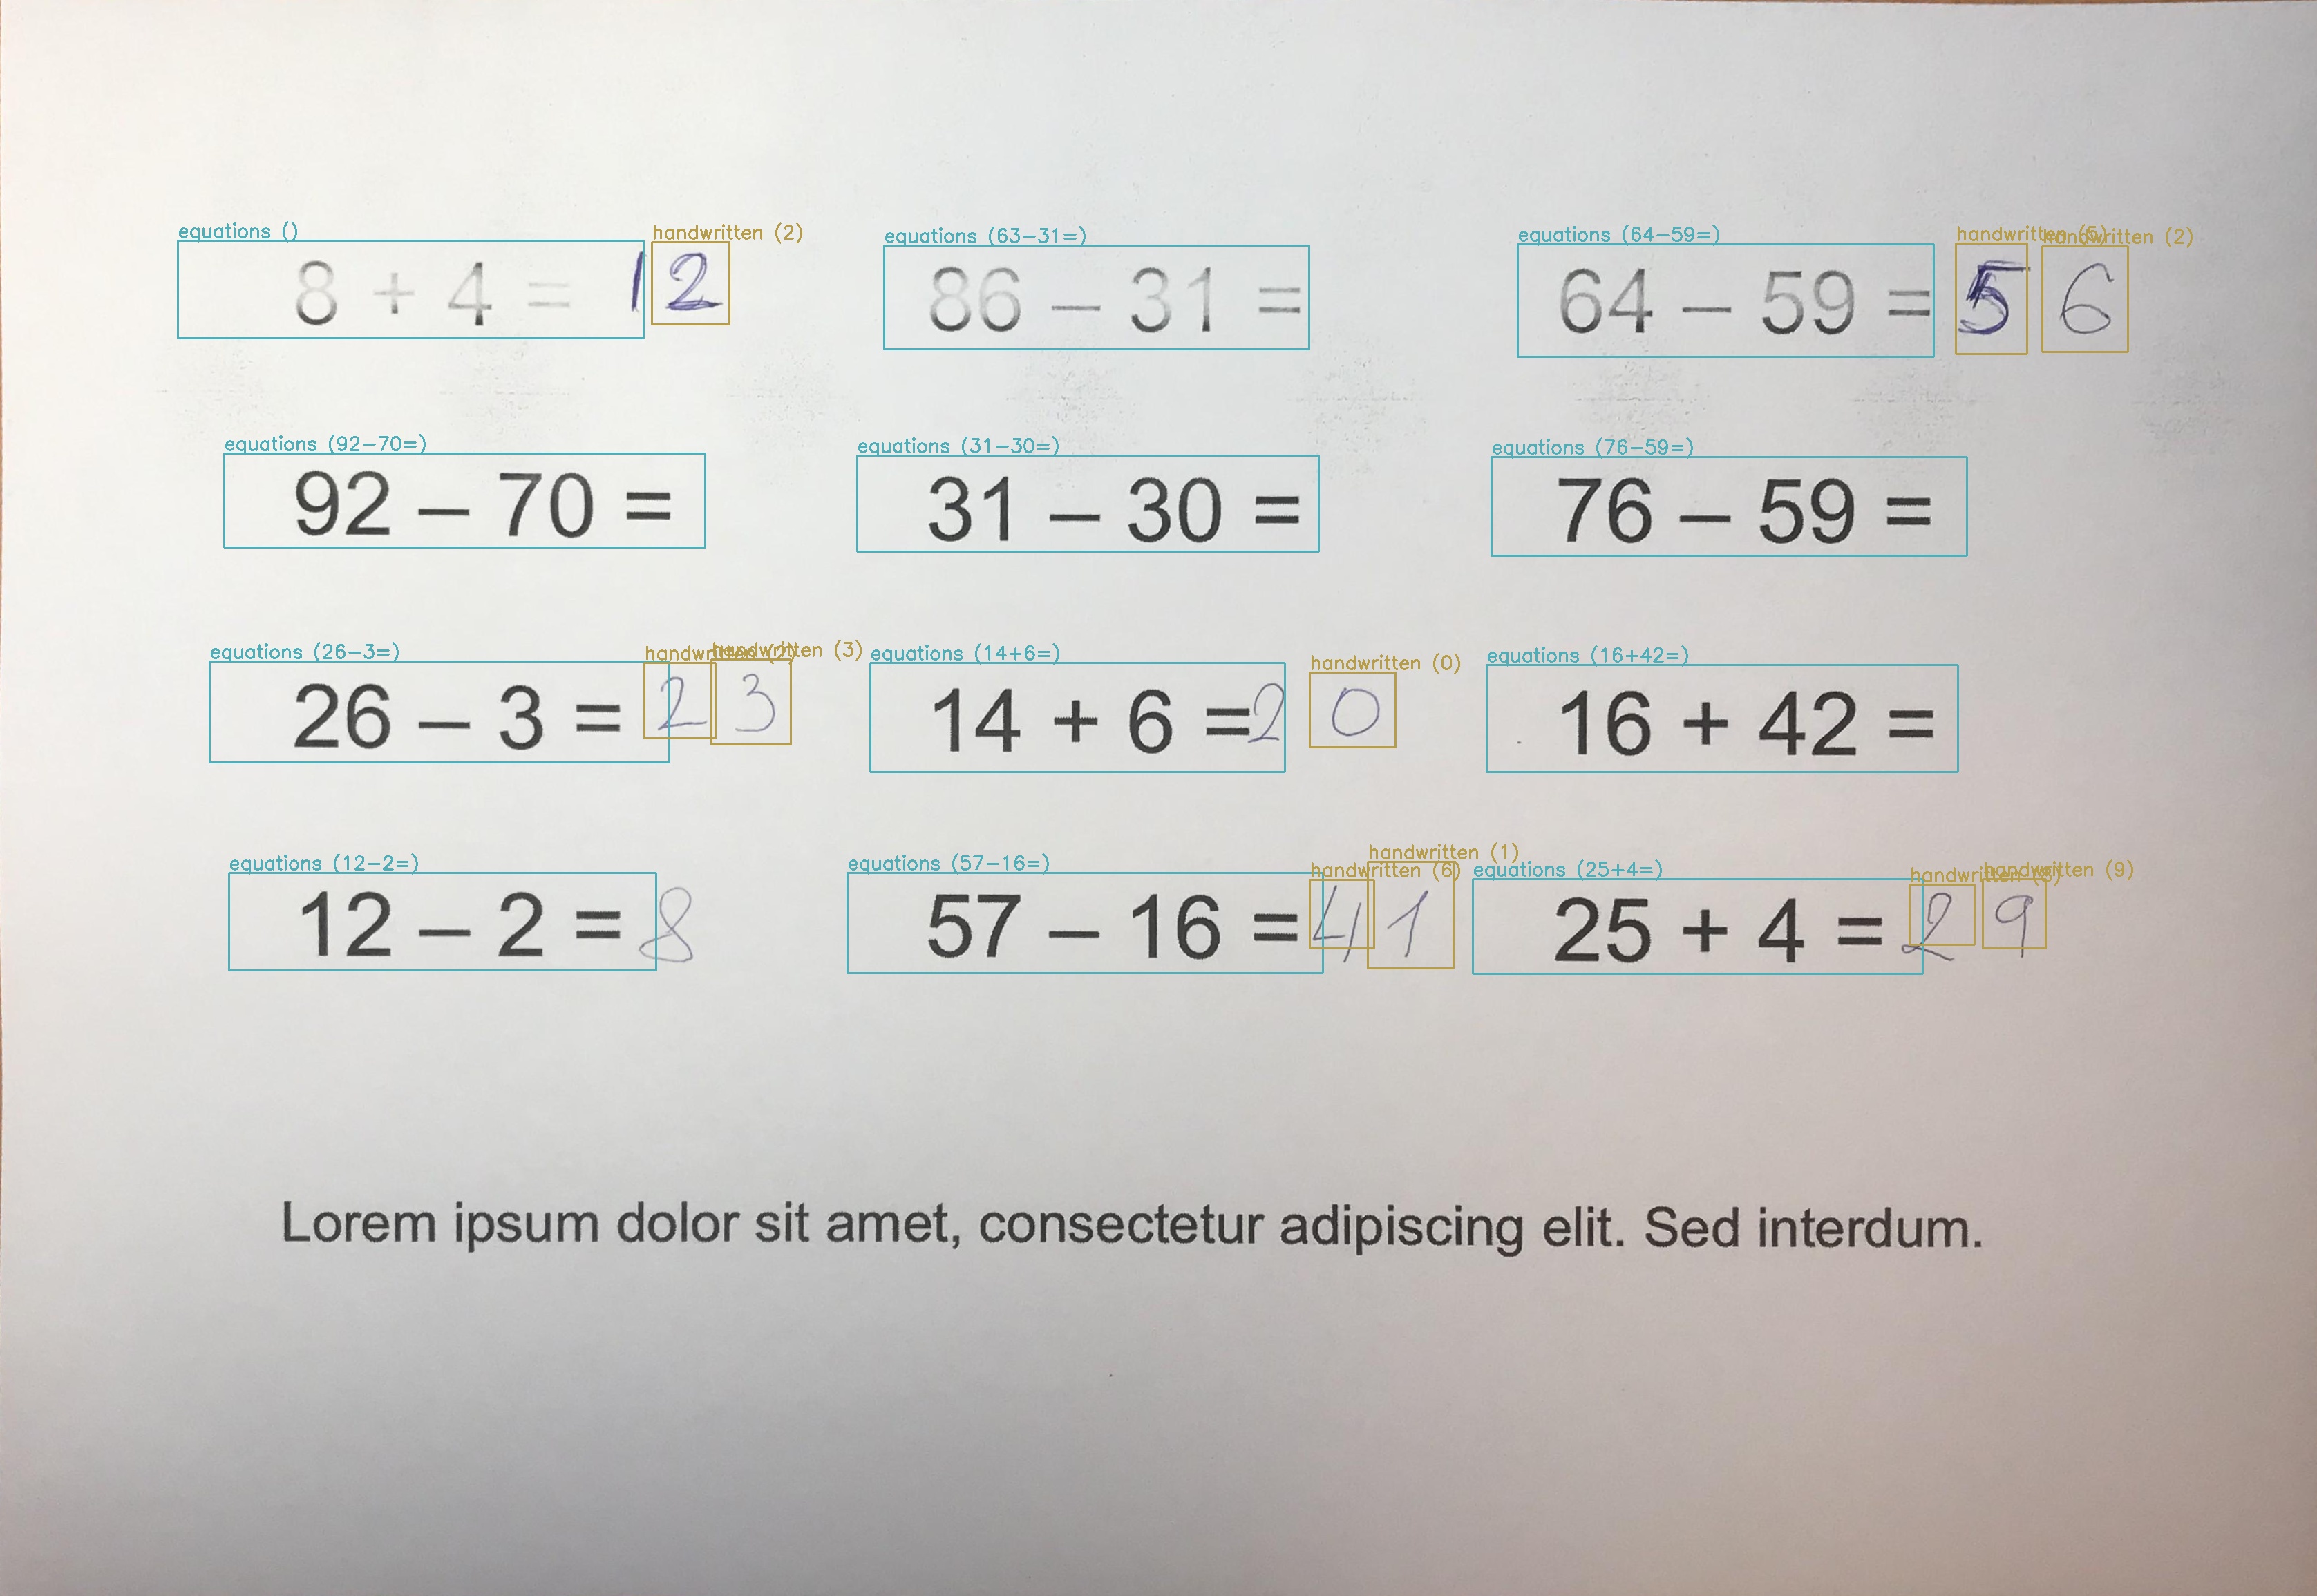 equations () handwritten (2) equations (63-31=) equations (64-59=) handwritten (5) handwritten (2)
8 + 4 = 12 86 – 31 = 64 – 59 = 56
equations (92-70=) equations (31-30=) equations (76-59=)
92 – 70 = 31 – 30 = 76 – 59 =
equations (26-3=) handwritten (2) handwritten (3) equations (14+6=) handwritten (0) equations (16+42=)
26 – 3 = 23 14 + 6 = 20 16 + 42 =
equations (12-2=) equations (57-16=) handwritten (6) handwritten (1) equations (25+4=) handwritten handwritten (9)
12 – 2 = 8 57 – 16 = 41 25 + 4 = 29
Lorem ipsum dolor sit amet, consectetur adipiscing elit. Sed interdum.